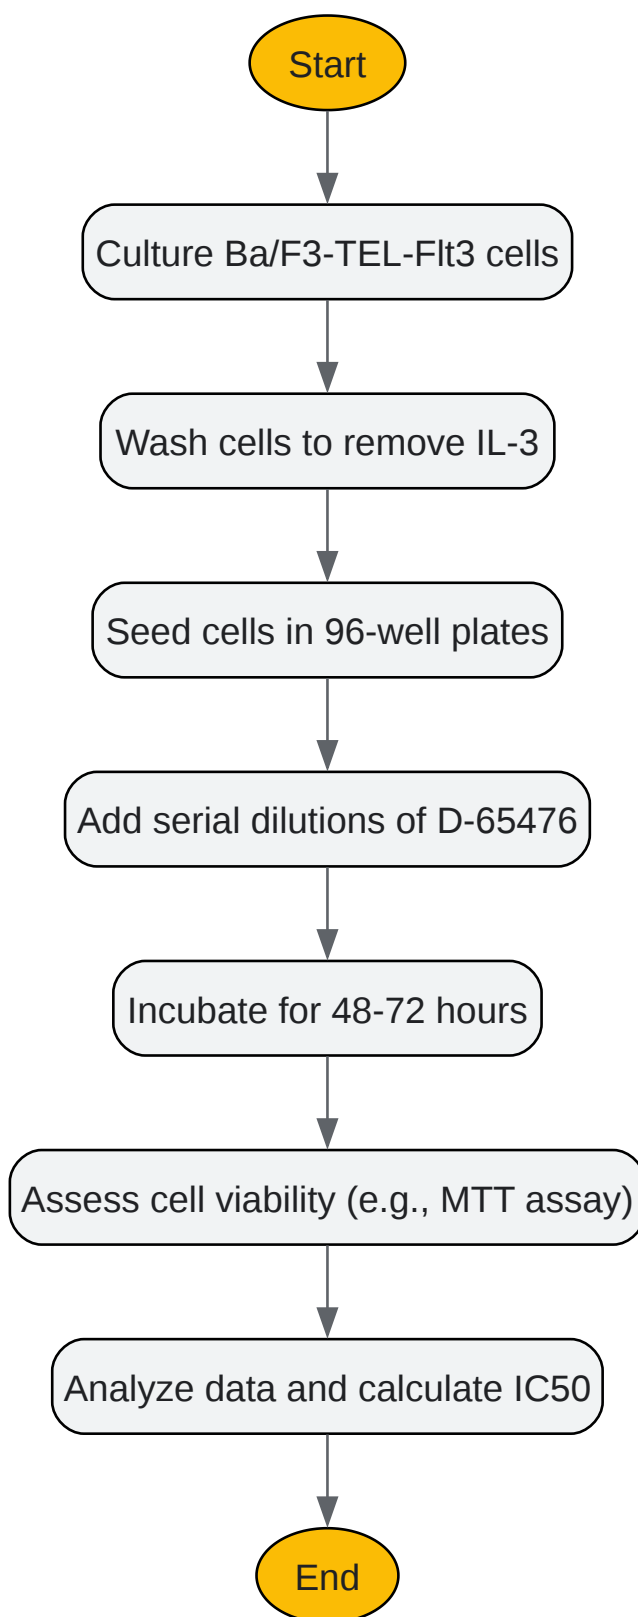 Start
Culture Ba/F3-TEL-Flt3 cells
Wash cells to remove IL-3
Seed cells in 96-well plates
Add serial dilutions of D-65476
Incubate for 48-72 hours
Assess cell viability (e.g., MTT assay)
Analyze data and calculate IC50
End